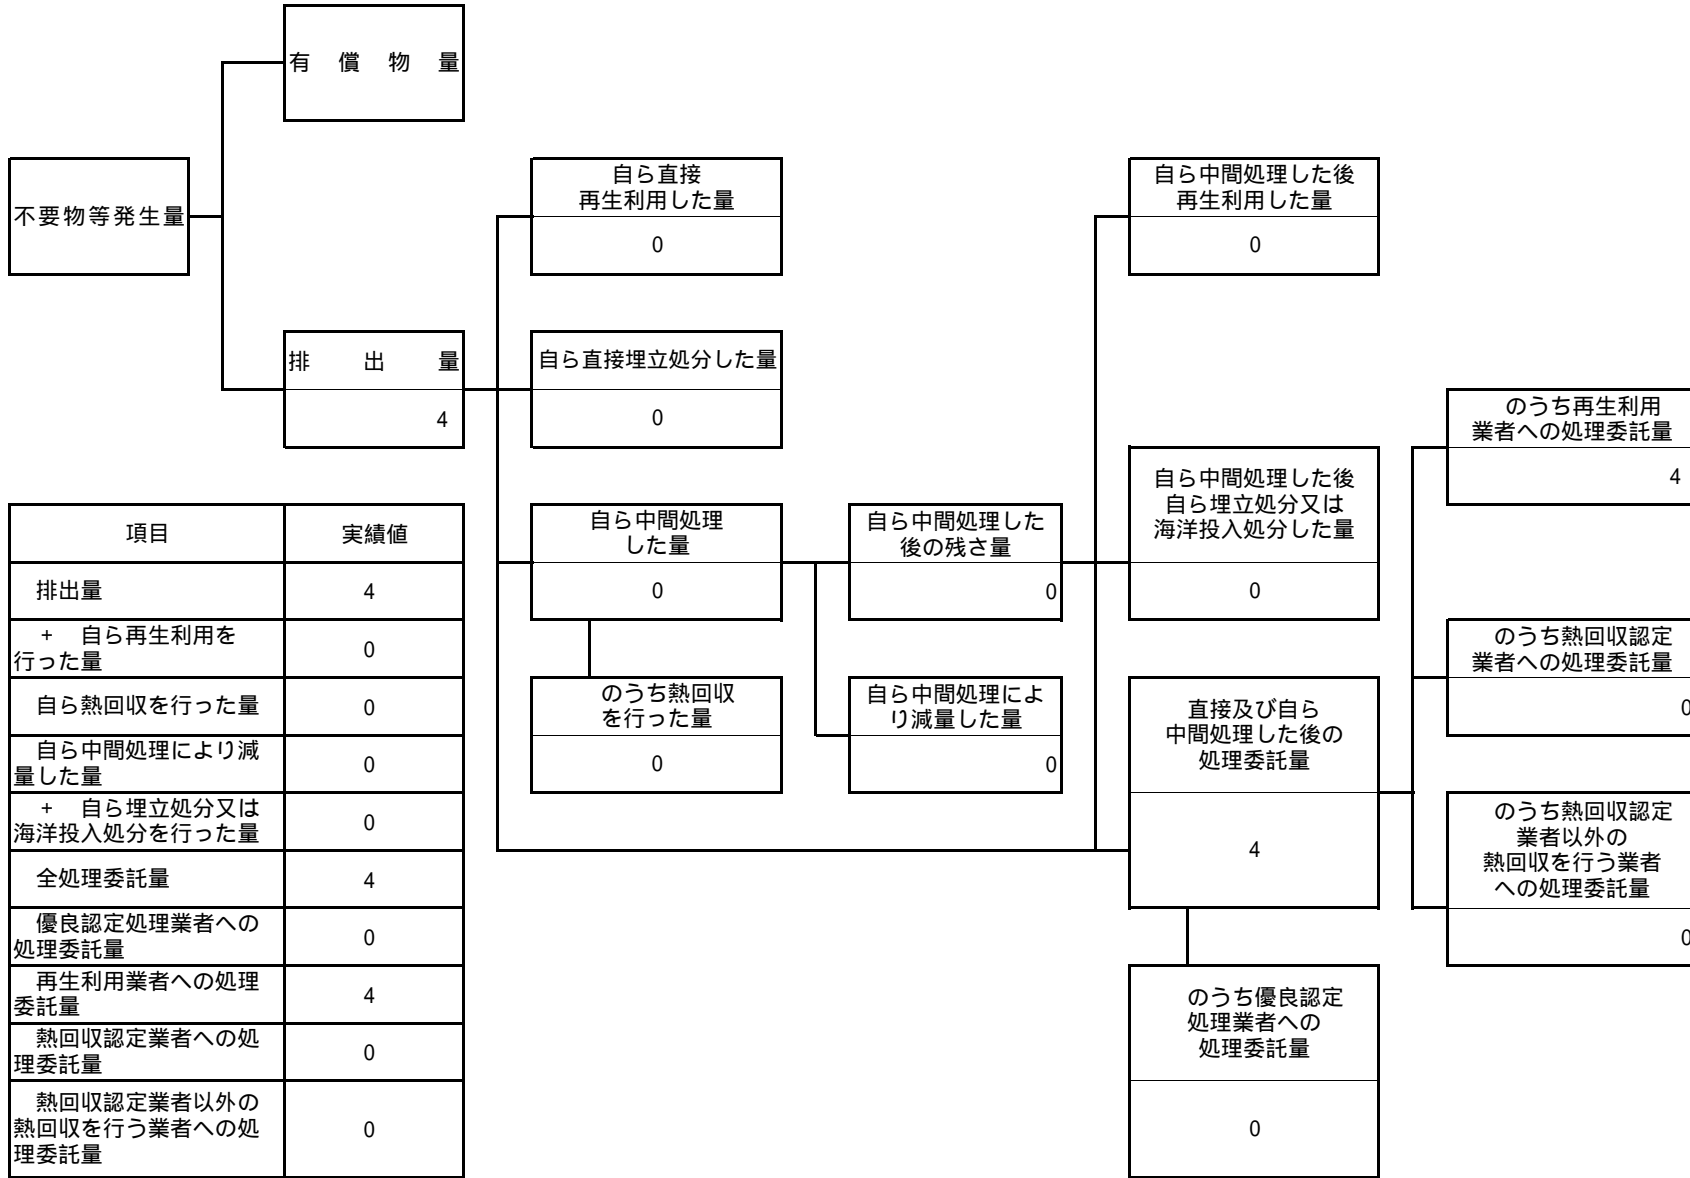 有 償 物 量
不要物等発生量
自ら直接
再生利用した量
0
自ら中間処理した後
再生利用した量
0
排 出 量
4
自ら直接埋立処分した量
0
のうち再生利用
業者への処理委託量
4
自ら中間処理
した量
0
自ら中間処理した
後の残さ量
0
自ら中間処理した後
自ら埋立処分又は
海洋投入処分した量
0
のうち熱回収認定
業者への処理委託量
0
のうち熱回収
を行った量
0
自ら中間処理によ
り減量した量
0
直接及び自ら
中間処理した後の
処理委託量
4
のうち熱回収認定
業者以外の
熱回収を行う業者
への処理委託量
0
のうち優良認定
処理業者への
処理委託量
0
項目 実績値
排出量 4
+ 自ら再生利用を
行った量 0
自ら熱回収を行った量 0
自ら中間処理により減
量した量 0
+ 自ら埋立処分又は
海洋投入処分を行った量 0
全処理委託量 4
優良認定処理業者への
処理委託量 0
再生利用業者への処理
委託量 4
熱回収認定業者への処
理委託量 0
熱回収認定業者以外の
熱回収を行う業者への処
理委託量 0